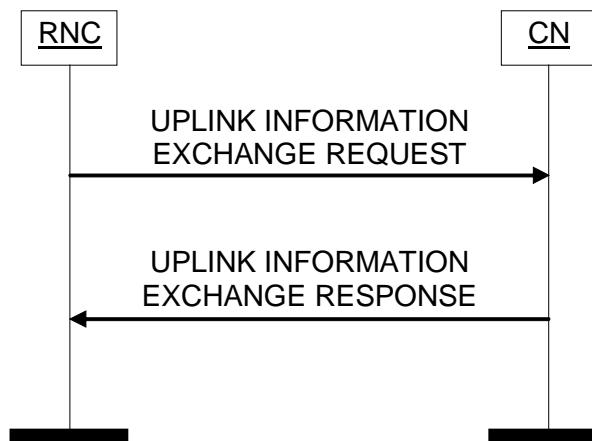 RNC
CN
UPLINK INFORMATION
EXCHANGE REQUEST
UPLINK INFORMATION
EXCHANGE RESPONSE